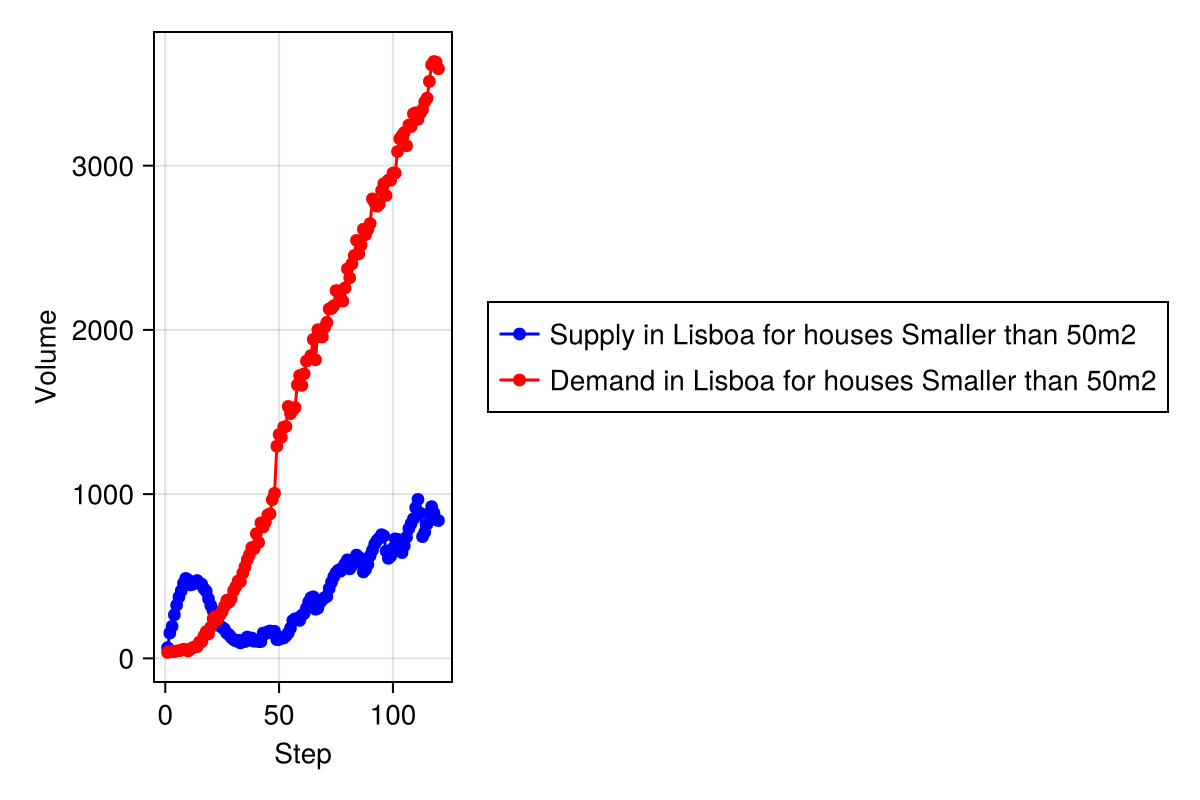 3000
2000
1000
0
Volume
0 50 100
Step
Supply in Lisboa for houses Smaller than 50m2
Demand in Lisboa for houses Smaller than 50m2